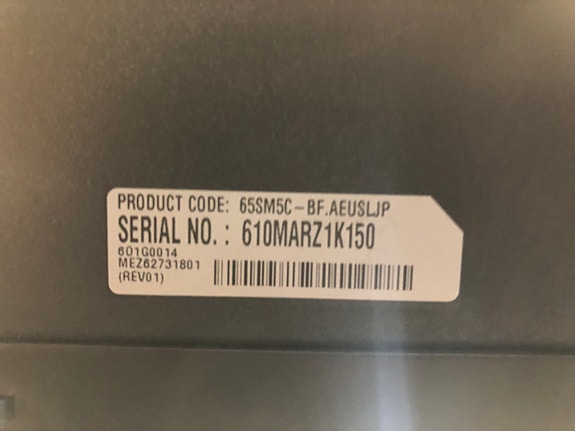 PRODUCT CODE: 65SM5C-BF.AEUSLJP
SERIAL NO. : 610MARZ1K150
601G0014
MEZ62731801
(REV01)